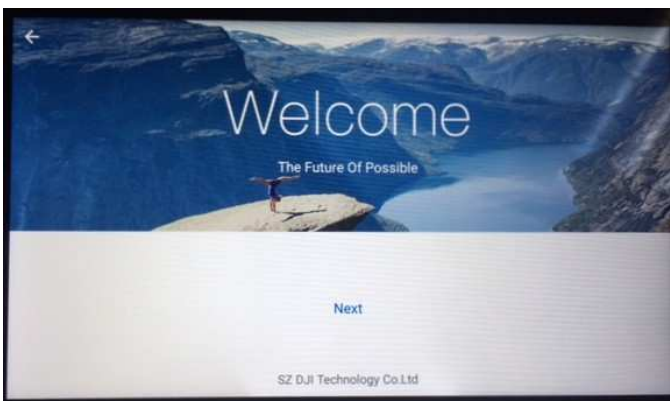 Welcome
The Future Of Possible
Next
SZ DJI Technology Co.Ltd